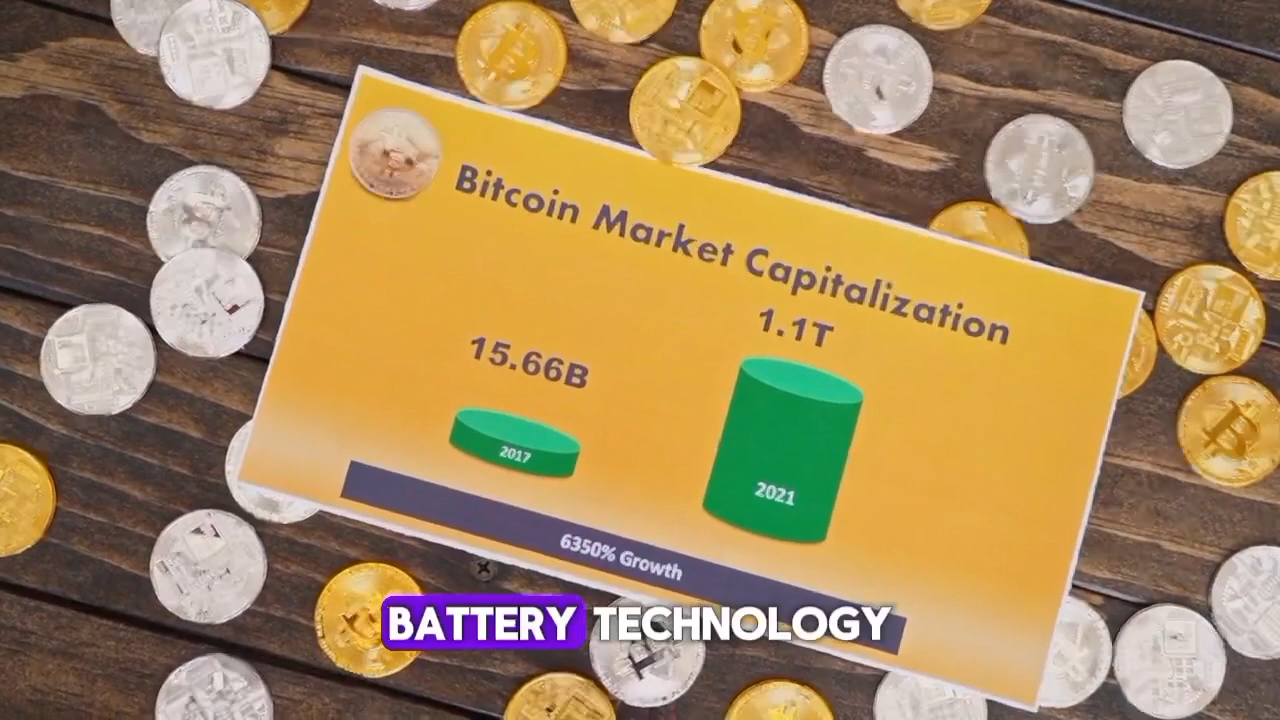 Bitcoin Market Capitalization
1.1T
15.66B
2017
2021
6350% Growth
BATTERY TECHNOLOGY